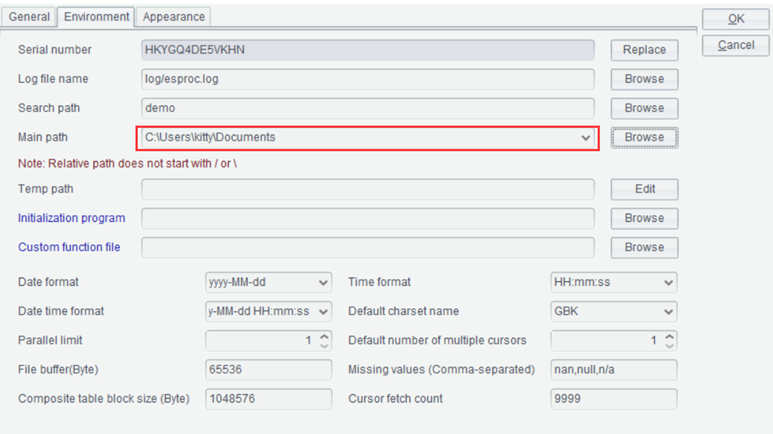 General Environment Appearance
OK
Cancel
Serial number HKYGQ4DE5VKHN Replace
Log file name log/esproc.log Browse
Search path demo Browse
Main path C:\Users\kitty\Documents Browse
Note: Relative path does not start with / or \
Temp path Edit
Initialization program Browse
Custom function file Browse
Date format yyyy-MM-dd Time format HH:mm:ss
Date time format y-MM-dd HH:mm:ss Default charset name GBK
Parallel limit 1 Default number of multiple cursors 1
File buffer(Byte) 65536 Missing values (Comma-separated) nan,null,n/a
Composite table block size (Byte) 1048576 Cursor fetch count 9999